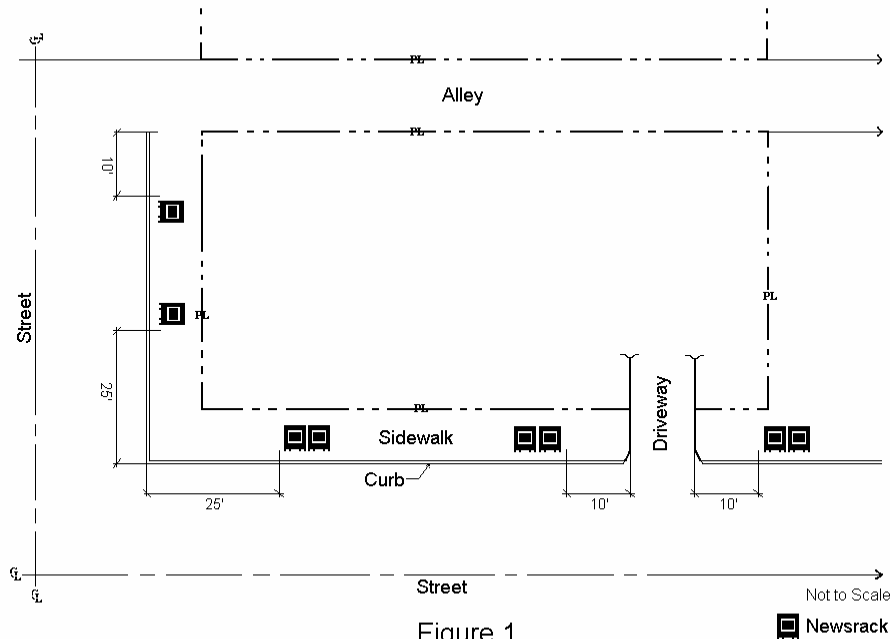 ℄
PL
Alley
PL
10'
PL
PL
Street
25'
PL
Driveway
Sidewalk
Curb
25'
10'
10'
℄
Street
℄
Not to Scale
Figure 1
Newsrack